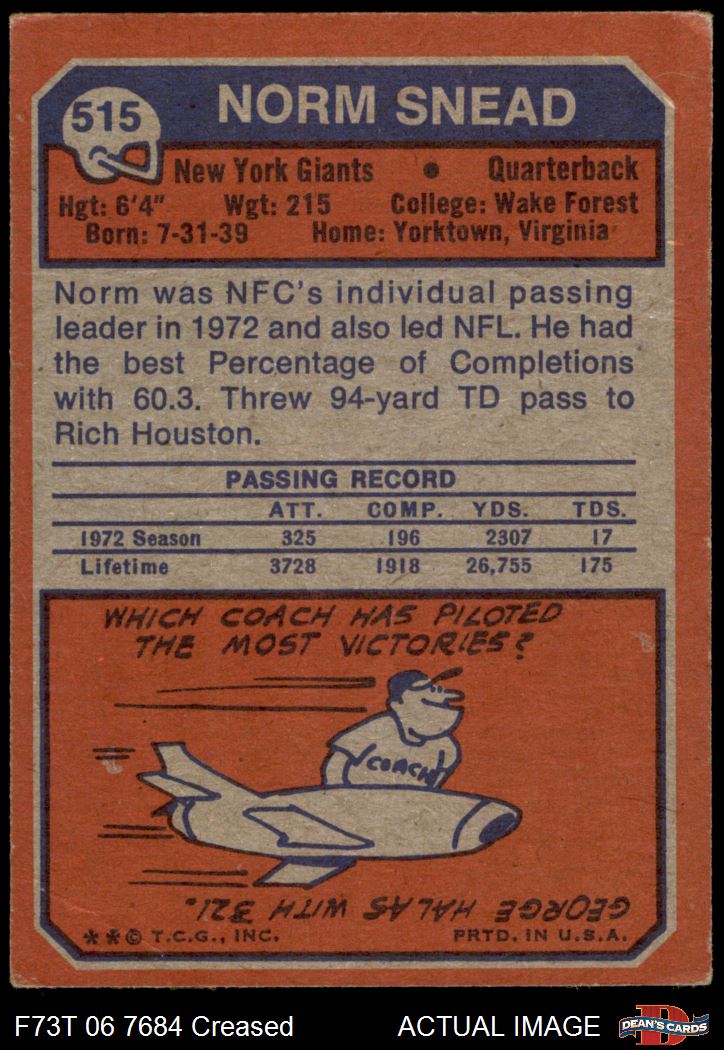 515
NORM SNEAD
New York Giants • Quarterback
Hgt: 6'4" Wgt: 215 College: Wake Forest
Born: 7-31-39 Home: Yorktown, Virginia
Norm was NFC's individual passing
leader in 1972 and also led NFL. He had
the best Percentage of Completions
with 60.3. Threw 94-yard TD pass to
Rich Houston.
PASSING RECORD
ATT. COMP. YDS. TDS.
1972 Season 325 196 2307 17
Lifetime 3728 1918 26,755 175
WHICH COACH HAS PILOTED
THE MOST VICTORIES?
COACH
GEORGE HALAS WITH 321.
**© T.C.G., INC. PRTD. IN U.S.A.
F73T 06 7684 Creased ACTUAL IMAGE
D
DEAN'S CARDS